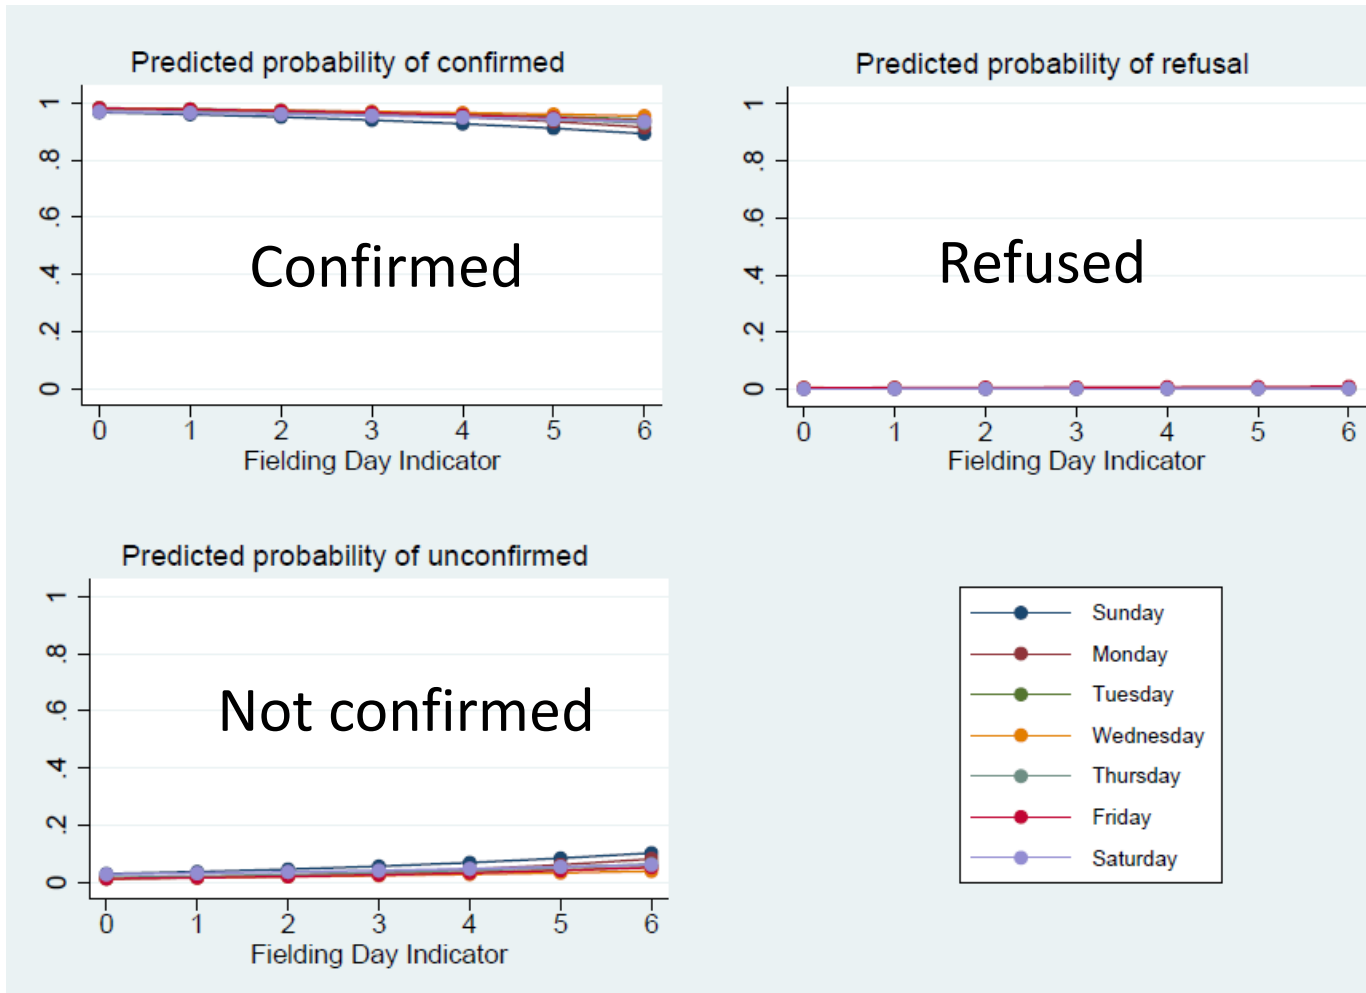 Predicted probability of confirmed
1
.8
.6
.4
.2
0
Confirmed
0 1 2 3 4 5 6
Fielding Day Indicator
Predicted probability of refusal
1
.8
.6
.4
.2
0
Refused
0 1 2 3 4 5 6
Fielding Day Indicator
Predicted probability of unconfirmed
1
.8
.6
.4
.2
0
Not confirmed
0 1 2 3 4 5 6
Fielding Day Indicator
Sunday
Monday
Tuesday
Wednesday
Thursday
Friday
Saturday